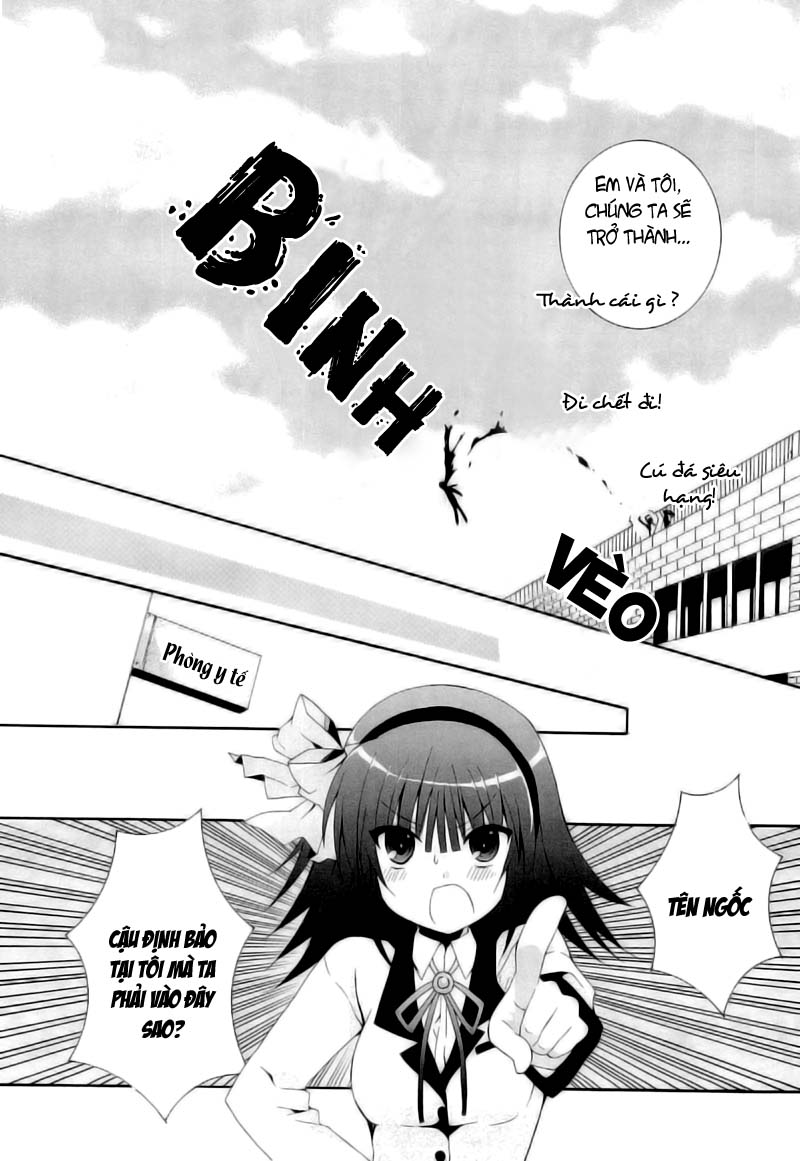 EM VÀ TÔI,
CHÚNG TA SẼ
TRỞ THÀNH...
Thành cái gì ?
Đi chết đi!
Cú đá siêu
hạng!
BINH
VÈO
Phòng y tế
TÊN NGỐC
CẬU ĐỊNH BẢO
TẠI TÔI MÀ TA
PHẢI VÀO ĐÂY
SAO?